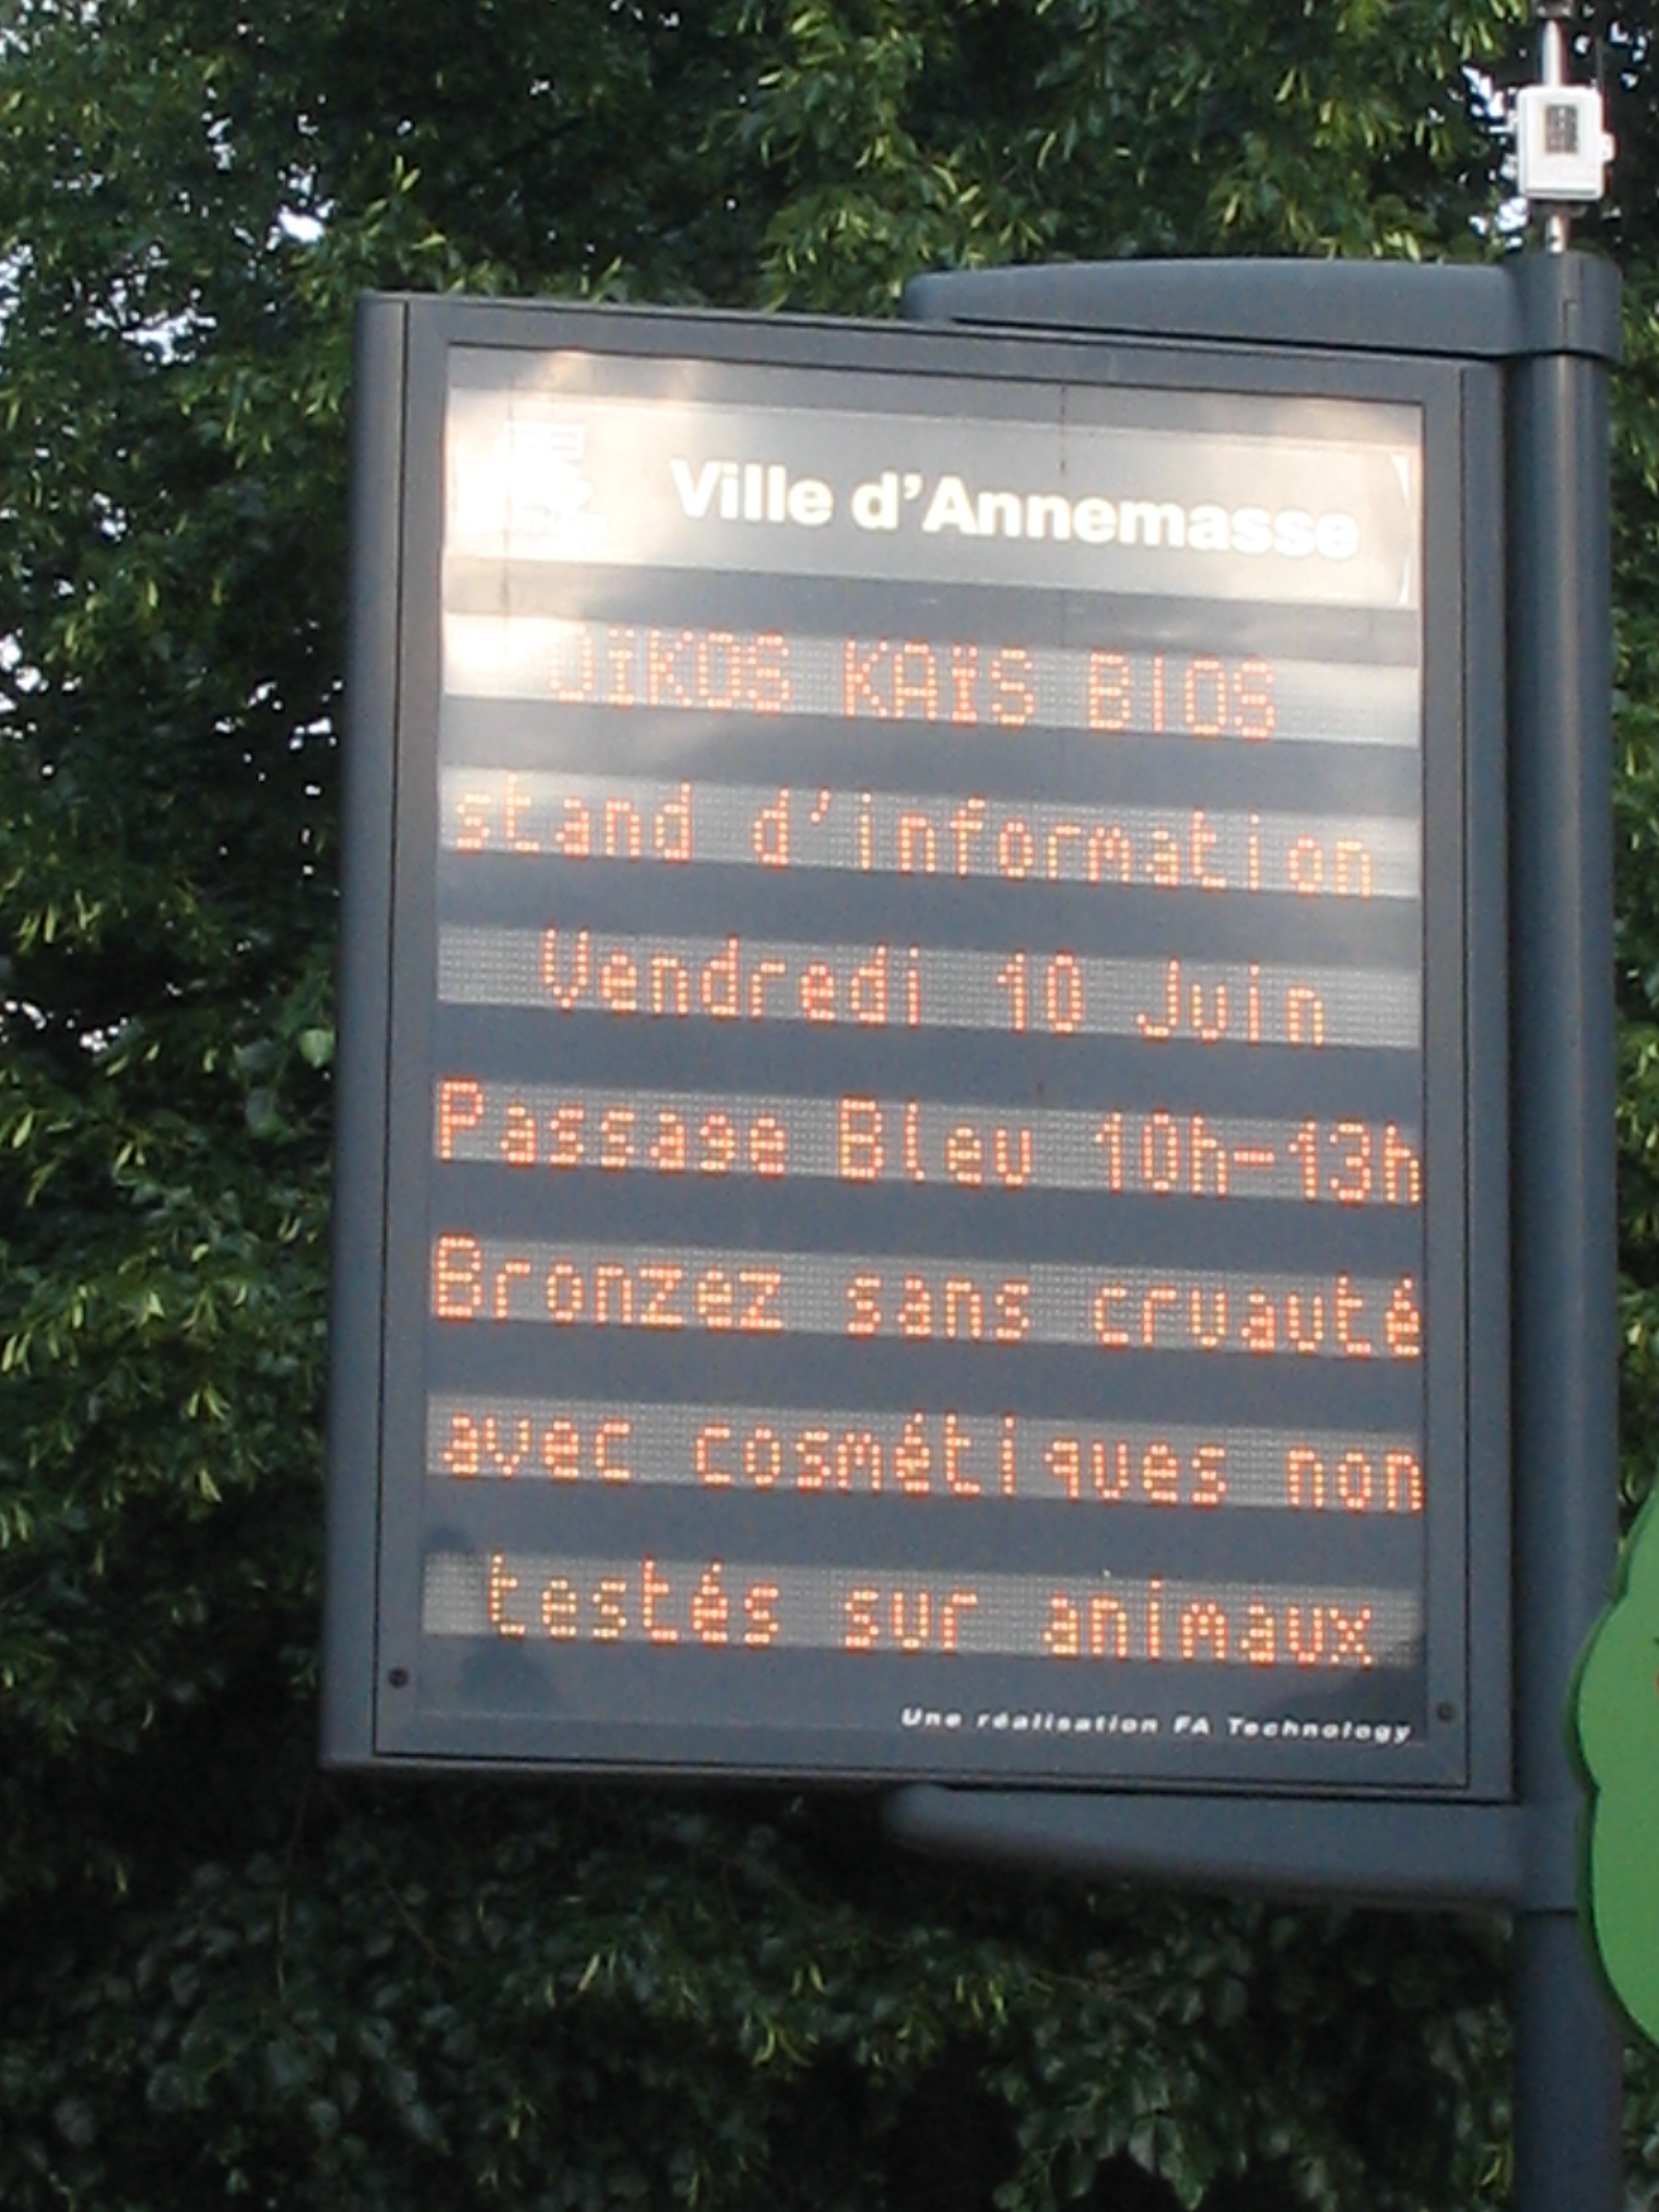 Ville d'Annemasse
OÏKOS KAÏS BIOS
stand d'information
Vendredi 10 Juin
Passage Bleu 10h-13h
Bronzez sans cruauté
avec cosmétiques non
testés sur animaux
Une réalisation FA Technology